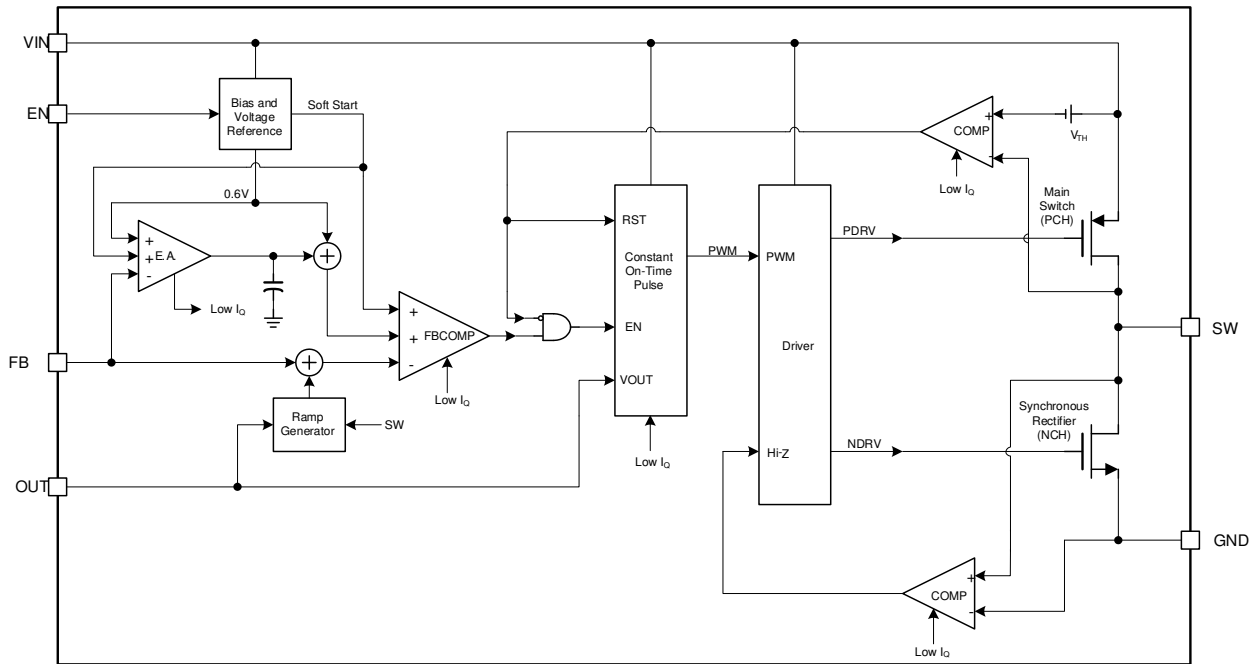 VIN
EN
Bias and
Voltage
Reference
Soft Start
0.6V
+
+
-
E.A.
Low IQ
+
FB
+
Ramp
Generator
SW
OUT
+
+
-
FBCOMP
Low IQ
RST
Constant
On-Time
Pulse
EN
VOUT
Low IQ
PWM
PWM
Driver
Hi-Z
PDRV
NDRV
+
-
COMP
Low IQ
VTH
Main
Switch
(PCH)
SW
Synchronous
Rectifier
(NCH)
GND
+
-
COMP
Low IQ